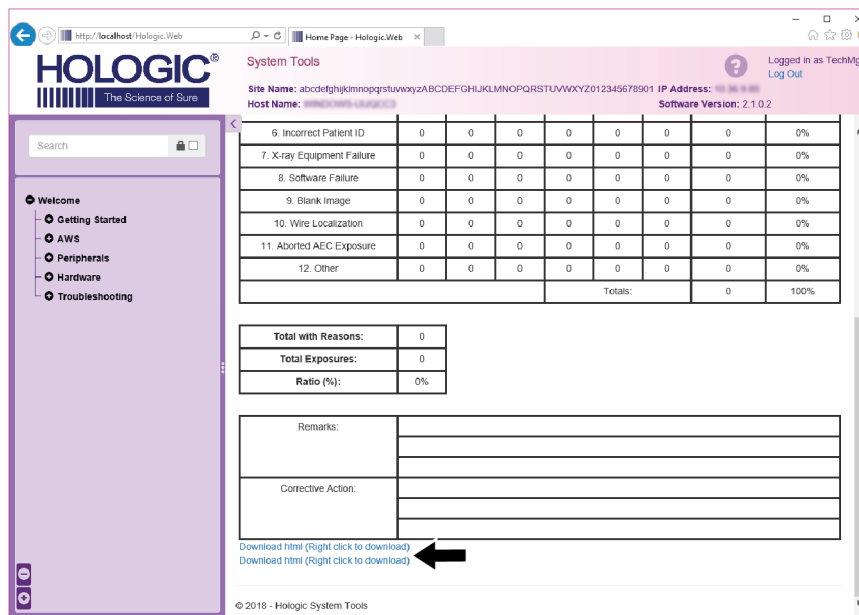 http://localhost/Hologic.Web
Home Page - Hologic.Web
HOLOGIC®
The Science of Sure
System Tools
?
Logged in as TechMg
Log Out
Site Name: abcdefghijklmnopqrstuvwxyzABCDEFGHIJKLMNOPQRSTUVWXYZ012345678901 IP Address:
Host Name:
Software Version: 2.1.0.2
Search
Welcome
Getting Started
AWS
Peripherals
Hardware
Troubleshooting
6. Incorrect Patient ID 0 0 0 0 0 0 0 0%
7. X-ray Equipment Failure 0 0 0 0 0 0 0 0%
8. Software Failure 0 0 0 0 0 0 0 0%
9. Blank Image 0 0 0 0 0 0 0 0%
10. Wire Localization 0 0 0 0 0 0 0 0%
11. Aborted AEC Exposure 0 0 0 0 0 0 0 0%
12. Other 0 0 0 0 0 0 0 0%
Totals: 0 100%
Total with Reasons: 0
Total Exposures: 0
Ratio (%): 0%
Remarks:
Corrective Action:
Download html (Right click to download)
Download html (Right click to download)
© 2018 - Hologic System Tools